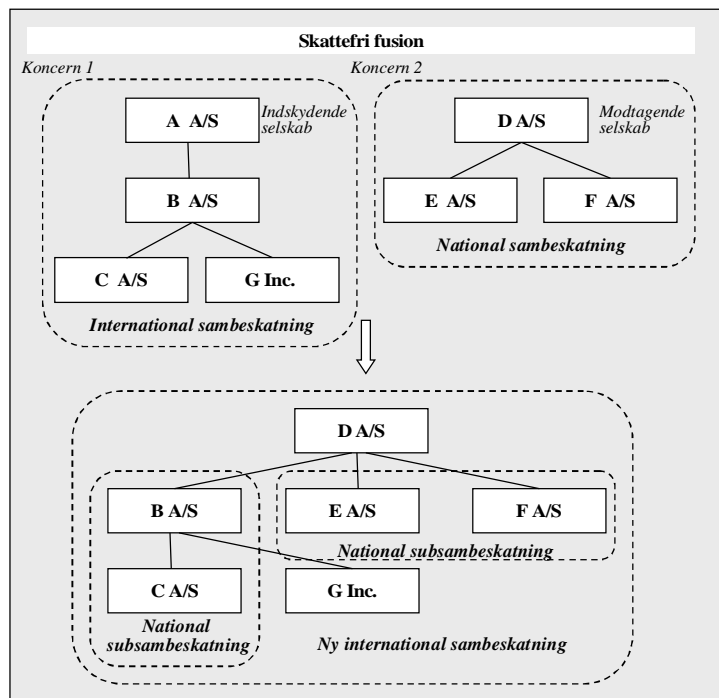 Skattefri fusion
Koncern 1
A A/S
Indskydende
selskab
B A/S
C A/S
G Inc.
International sambeskatning
Koncern 2
D A/S
Modtagende
selskab
E A/S
F A/S
National sambeskatning
D A/S
B A/S
E A/S
F A/S
National subsambeskatning
C A/S
G Inc.
National
subsambeskatning
Ny international sambeskatning